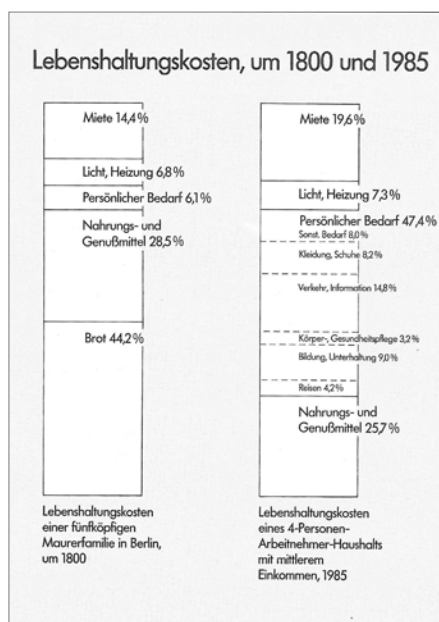 Lebenshaltungskosten, um 1800 und 1985
Miete 14,4%
Licht, Heizung 6,8%
Persönlicher Bedarf 6,1%
Nahrungs- und
Genußmittel 28,5%
Brot 44,2%
Lebenshaltungskosten
einer fünfköpfigen
Maurerfamilie in Berlin,
um 1800
Miete 19,6%
Licht, Heizung 7,3%
Persönlicher Bedarf 47,4%
Sonst. Bedarf 8,0%
Kleidung, Schuhe 8,2%
Verkehr, Information 14,8%
Körper-, Gesundheitspflege 3,2%
Bildung, Unterhaltung 9,0%
Reisen 4,2%
Nahrungs- und
Genußmittel 25,7%
Lebenshaltungskosten
eines 4-Personen-
Arbeitnehmer-Haushalts
mit mittlerem
Einkommen, 1985